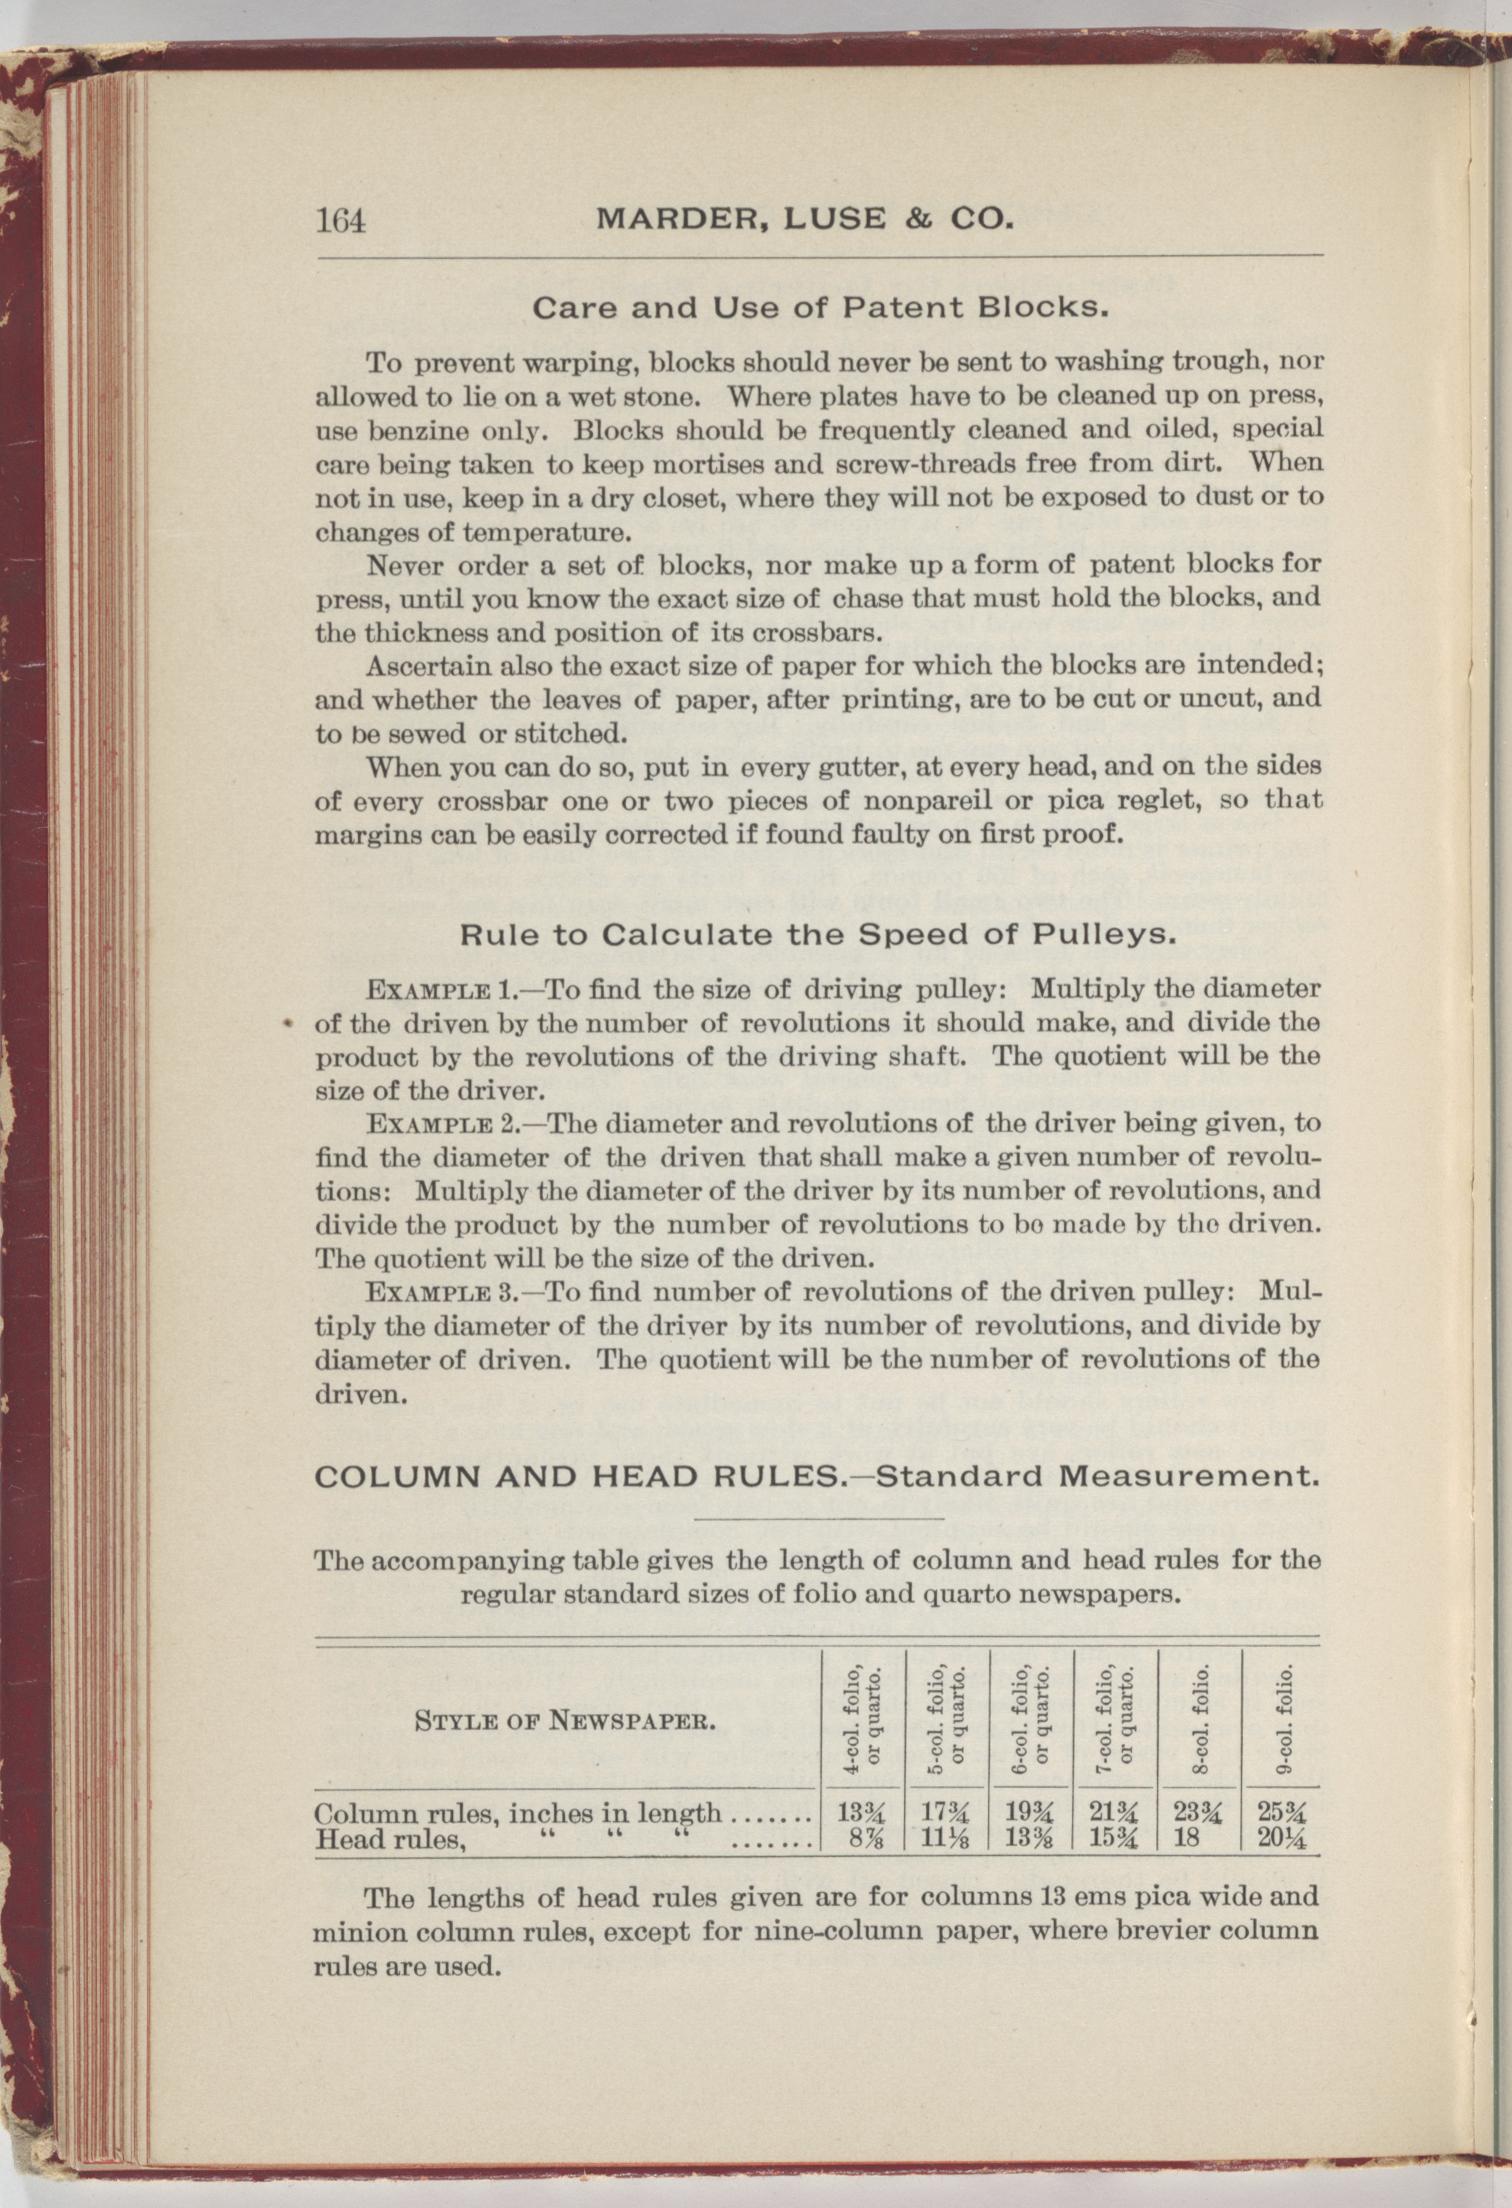 164 MARDER, LUSE & CO.
Care and Use of Patent Blocks.
To prevent warping, blocks should never be sent to washing trough, nor
allowed to lie on a wet stone. Where plates have to be cleaned up on press,
use benzine only. Blocks should be frequently cleaned and oiled, special
care being taken to keep mortises and screw-threads free from dirt. When
not in use, keep in a dry closet, where they will not be exposed to dust or to
changes of temperature.
Never order a set of blocks, nor make up a form of patent blocks for
press, until you know the exact size of chase that must hold the blocks, and
the thickness and position of its crossbars.
Ascertain also the exact size of paper for which the blocks are intended;
and whether the leaves of paper, after printing, are to be cut or uncut, and
to be sewed or stitched.
When you can do so, put in every gutter, at every head, and on the sides
of every crossbar one or two pieces of nonpareil or pica reglet, so that
margins can be easily corrected if found faulty on first proof.
Rule to Calculate the Speed of Pulleys.
EXAMPLE 1.—To find the size of driving pulley: Multiply the diameter
of the driven by the number of revolutions it should make, and divide the
product by the revolutions of the driving shaft. The quotient will be the
size of the driver.
EXAMPLE 2.—The diameter and revolutions of the driver being given, to
find the diameter of the driven that shall make a given number of revolu-
tions: Multiply the diameter of the driver by its number of revolutions, and
divide the product by the number of revolutions to be made by the driven.
The quotient will be the size of the driven.
EXAMPLE 3.—To find number of revolutions of the driven pulley: Mul-
tiply the diameter of the driver by its number of revolutions, and divide by
diameter of driven. The quotient will be the number of revolutions of the
driven.
COLUMN AND HEAD RULES.—Standard Measurement.
The accompanying table gives the length of column and head rules for the
regular standard sizes of folio and quarto newspapers.
STYLE OF NEWSPAPER.
4-col. folio,
or quarto.
5-col. folio,
or quarto.
6-col. folio,
or quarto.
7-col. folio,
or quarto.
8-col. folio.
9-col. folio.
Column rules, inches in length ....... 13¾ 17¾ 19¾ 21¾ 23¾ 25¾
Head rules, “ “ “ ....... 8⅞ 11⅛ 13⅜ 15¾ 18 20¼
The lengths of head rules given are for columns 13 ems pica wide and
minion column rules, except for nine-column paper, where brevier column
rules are used.